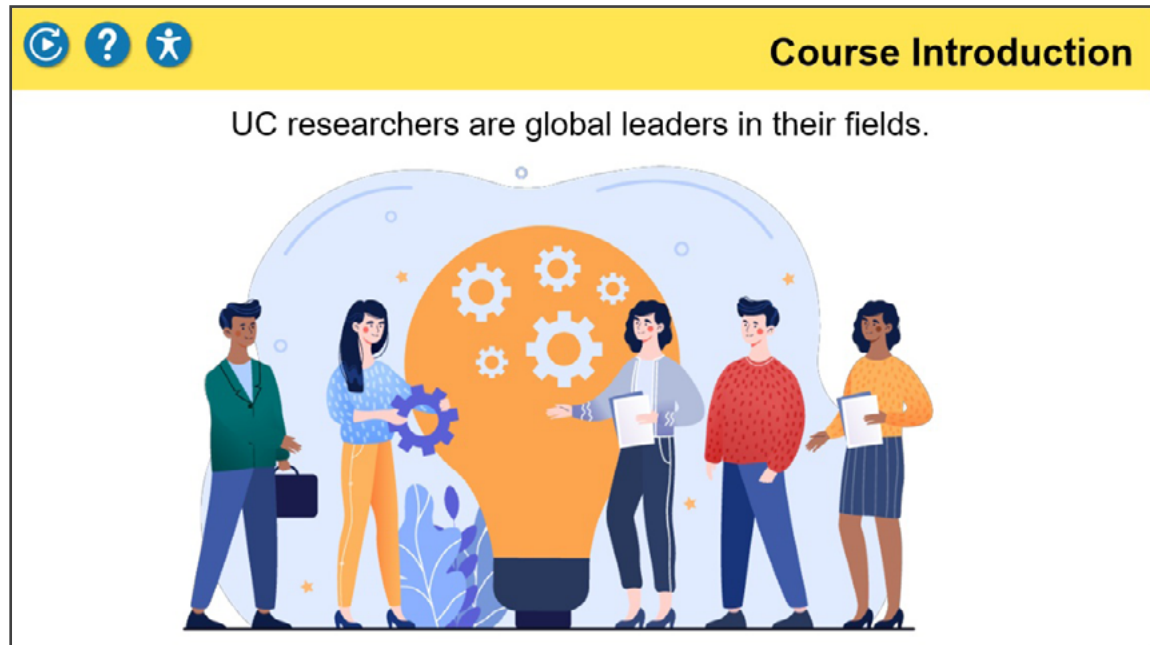 Course Introduction
UC researchers are global leaders in their fields.